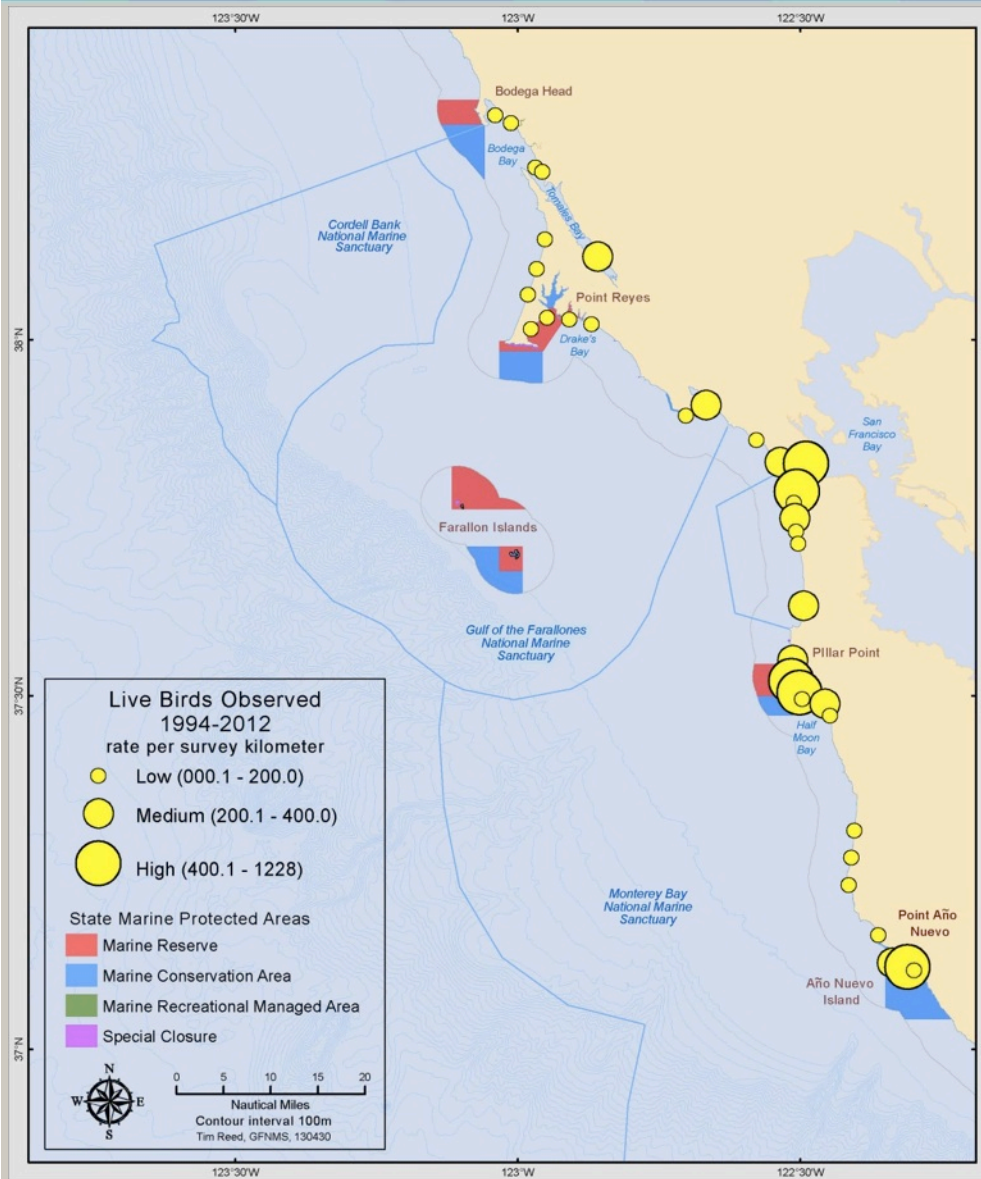 123°30'W
123°W
122°30'W
Bodega Head
Bodega
Bay
Tomales Bay
Cordell Bank
National Marine
Sanctuary
Point Reyes
38°N
Drake's
Bay
San
Francisco
Bay
Farallon Islands
Gulf of the Farallones
National Marine
Sanctuary
PIllar Point
37°30'N
Half
Moon
Bay
Live Birds Observed
1994-2012
rate per survey kilometer
Low (000.1 - 200.0)
Medium (200.1 - 400.0)
High (400.1 - 1228)
State Marine Protected Areas
Marine Reserve
Marine Conservation Area
Marine Recreational Managed Area
Special Closure
Monterey Bay
National Marine
Sanctuary
Point Año
Nuevo
Año Nuevo
Island
37°N
N
W E
S
0 5 10 15 20
Nautical Miles
Contour interval 100m
Tim Reed, GFNMS, 130430
123°30'W
123°W
122°30'W